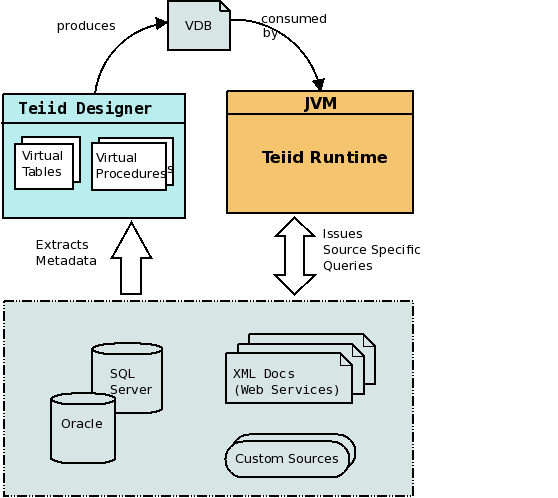 produces
VDB
consumed
by
Teiid Designer
JVM
Virtual
Tables
Virtual
Procedures
s
Teiid Runtime
Extracts
Metadata
Issues
Source Specific
Queries
SQL
Server
Oracle
XML Docs
(Web Services)
Custom Sources